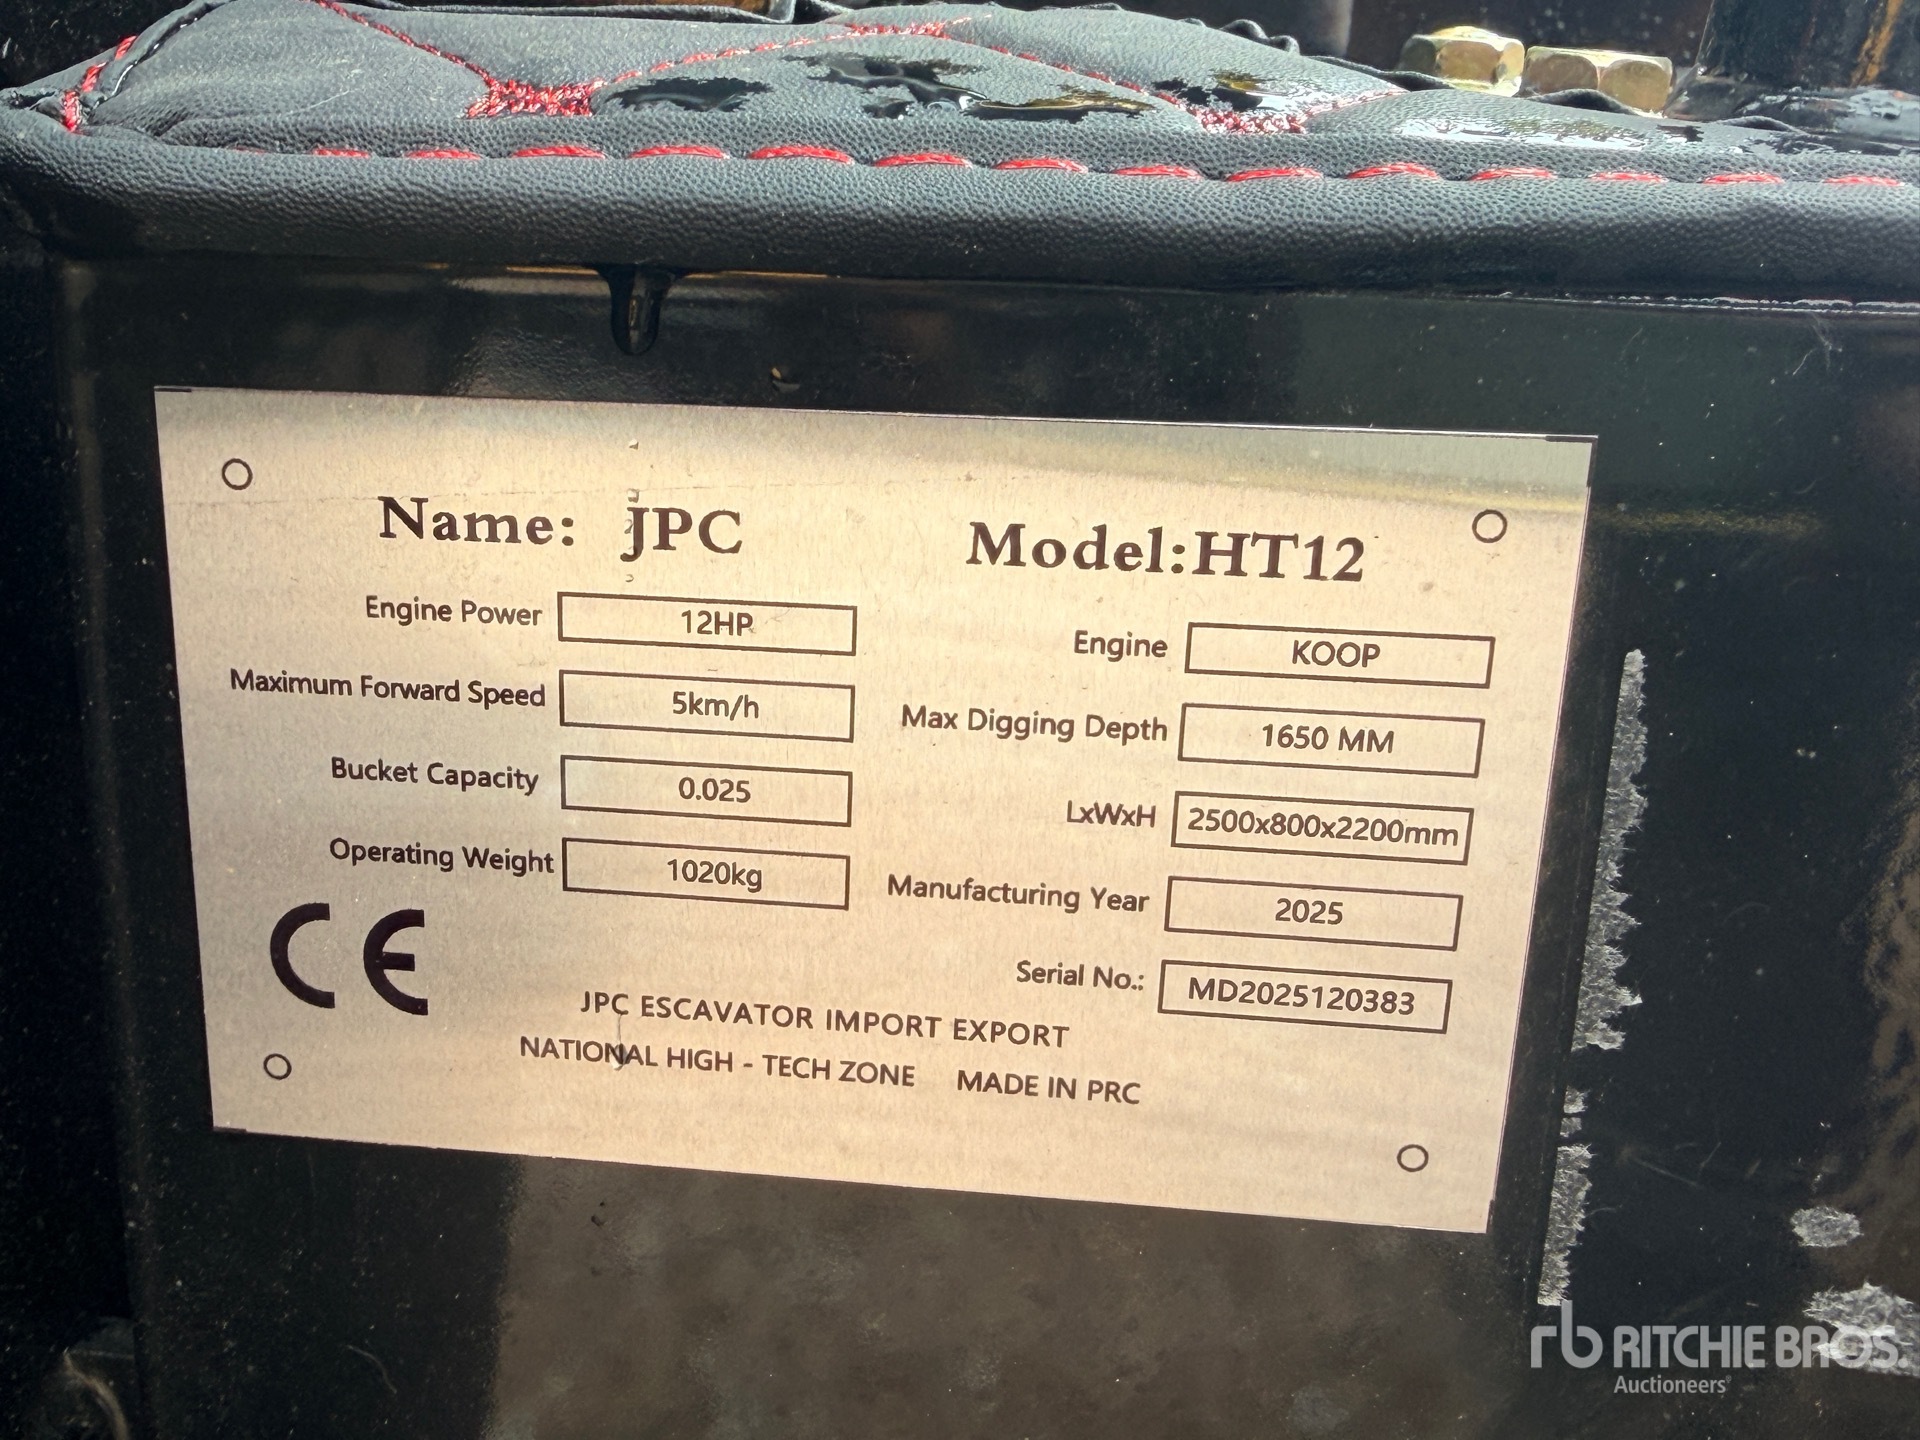 Name: JPC Model:HT12
Engine Power 12HP
Maximum Forward Speed 5km/h
Bucket Capacity 0.025
Operating Weight 1020kg
Engine KOOP
Max Digging Depth 1650 MM
LxWxH 2500x800x2200mm
Manufacturing Year 2025
Serial No.: MD2025120383
CE
JPC ESCAVATOR IMPORT EXPORT
NATIONAL HIGH - TECH ZONE MADE IN PRC
rb RITCHIE BROS.
Auctioneers